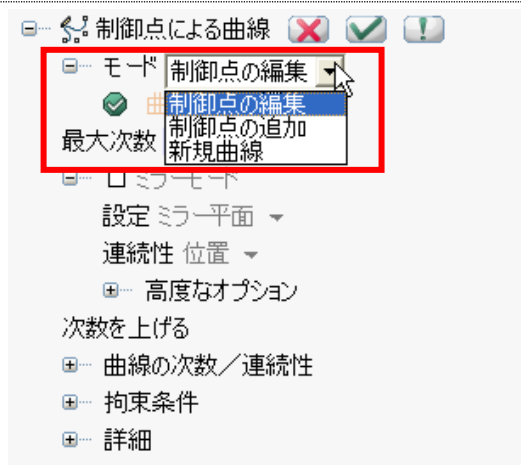 制御点による曲線
モード 制御点の編集
曲
制御点の編集
制御点の追加
新規曲線
最大次数
ミラーモード
設定 ミラー平面
連続性 位置
高度なオプション
次数を上げる
曲線の次数／連続性
拘束条件
詳細